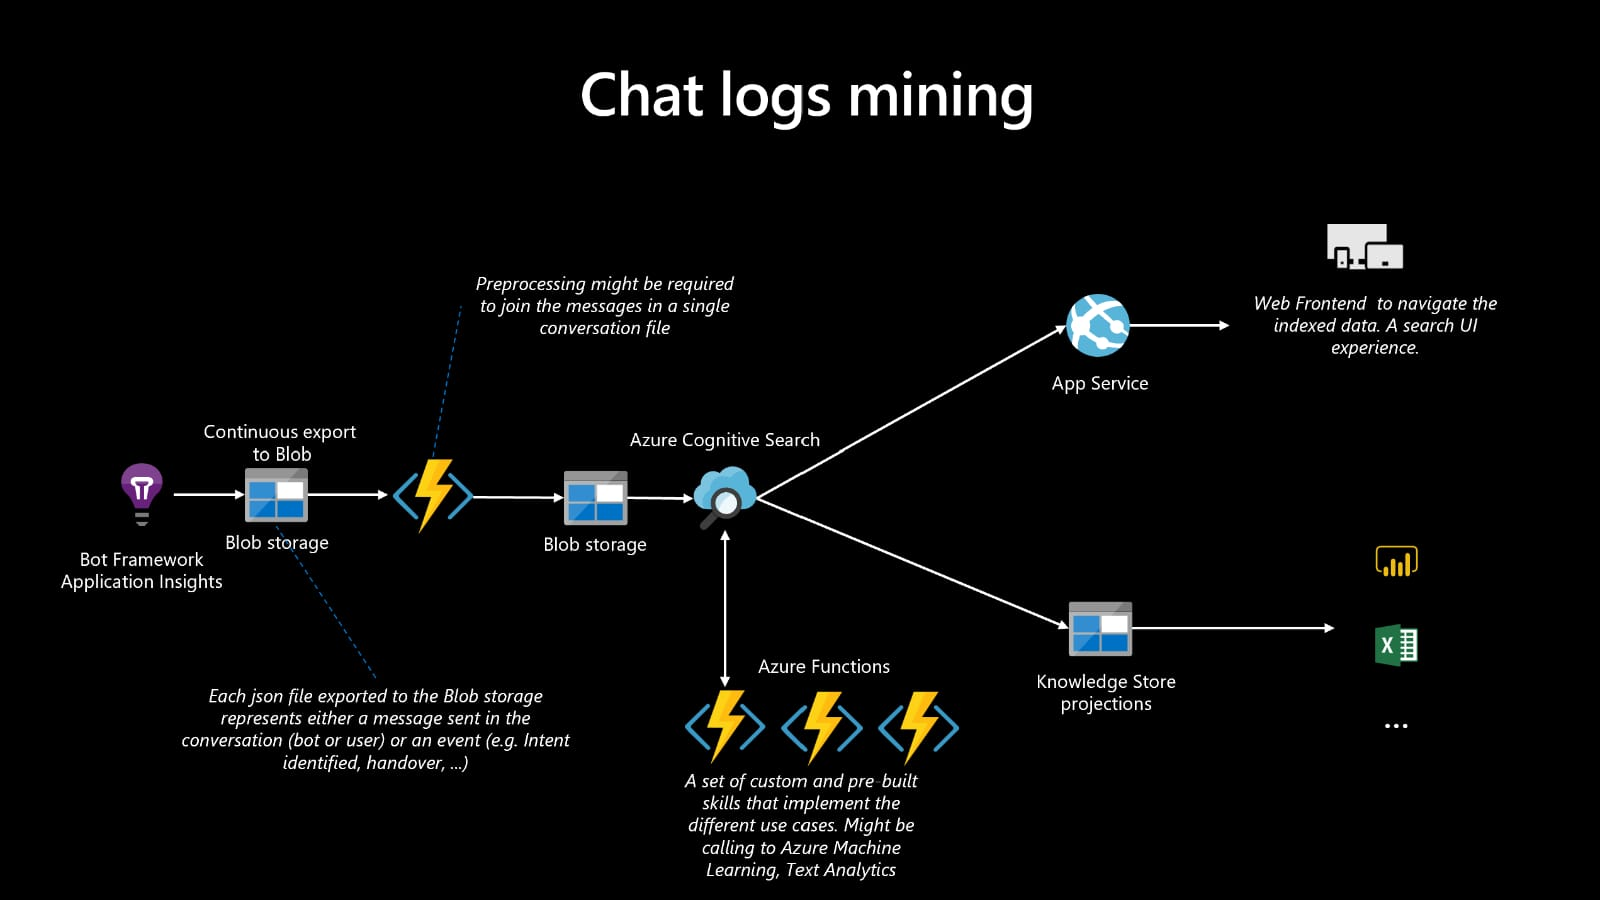 Chat logs mining
Preprocessing might be required
to join the messages in a single
conversation file
Web Frontend  to navigate the
indexed data. A search UI
experience.
App Service
Continuous export
to Blob
Azure Cognitive Search
Blob storage
Blob storage
Bot Framework
Application Insights
Azure Functions
Knowledge Store
projections
X
...
Each json file exported to the Blob storage
represents either a message sent in the
conversation (bot or user) or an event (e.g. Intent
identified, handover, ...)
A set of custom and pre-built
skills that implement the
different use cases. Might be
calling to Azure Machine
Learning, Text Analytics